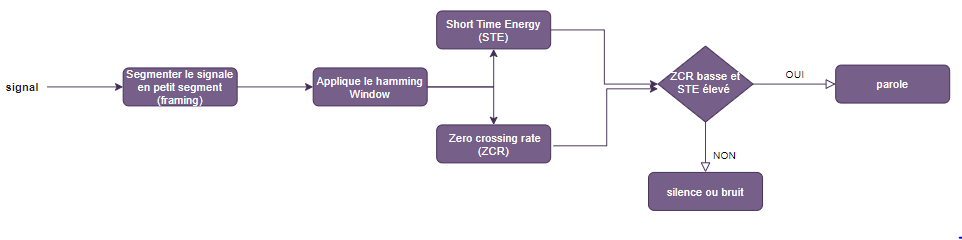 signal
Segmenter le signale
en petit segment
(framing)
Applique le hamming
Window
Short Time Energy
(STE)
Zero crossing rate
(ZCR)
ZCR basse et
STE élevé
OUI
parole
NON
silence ou bruit